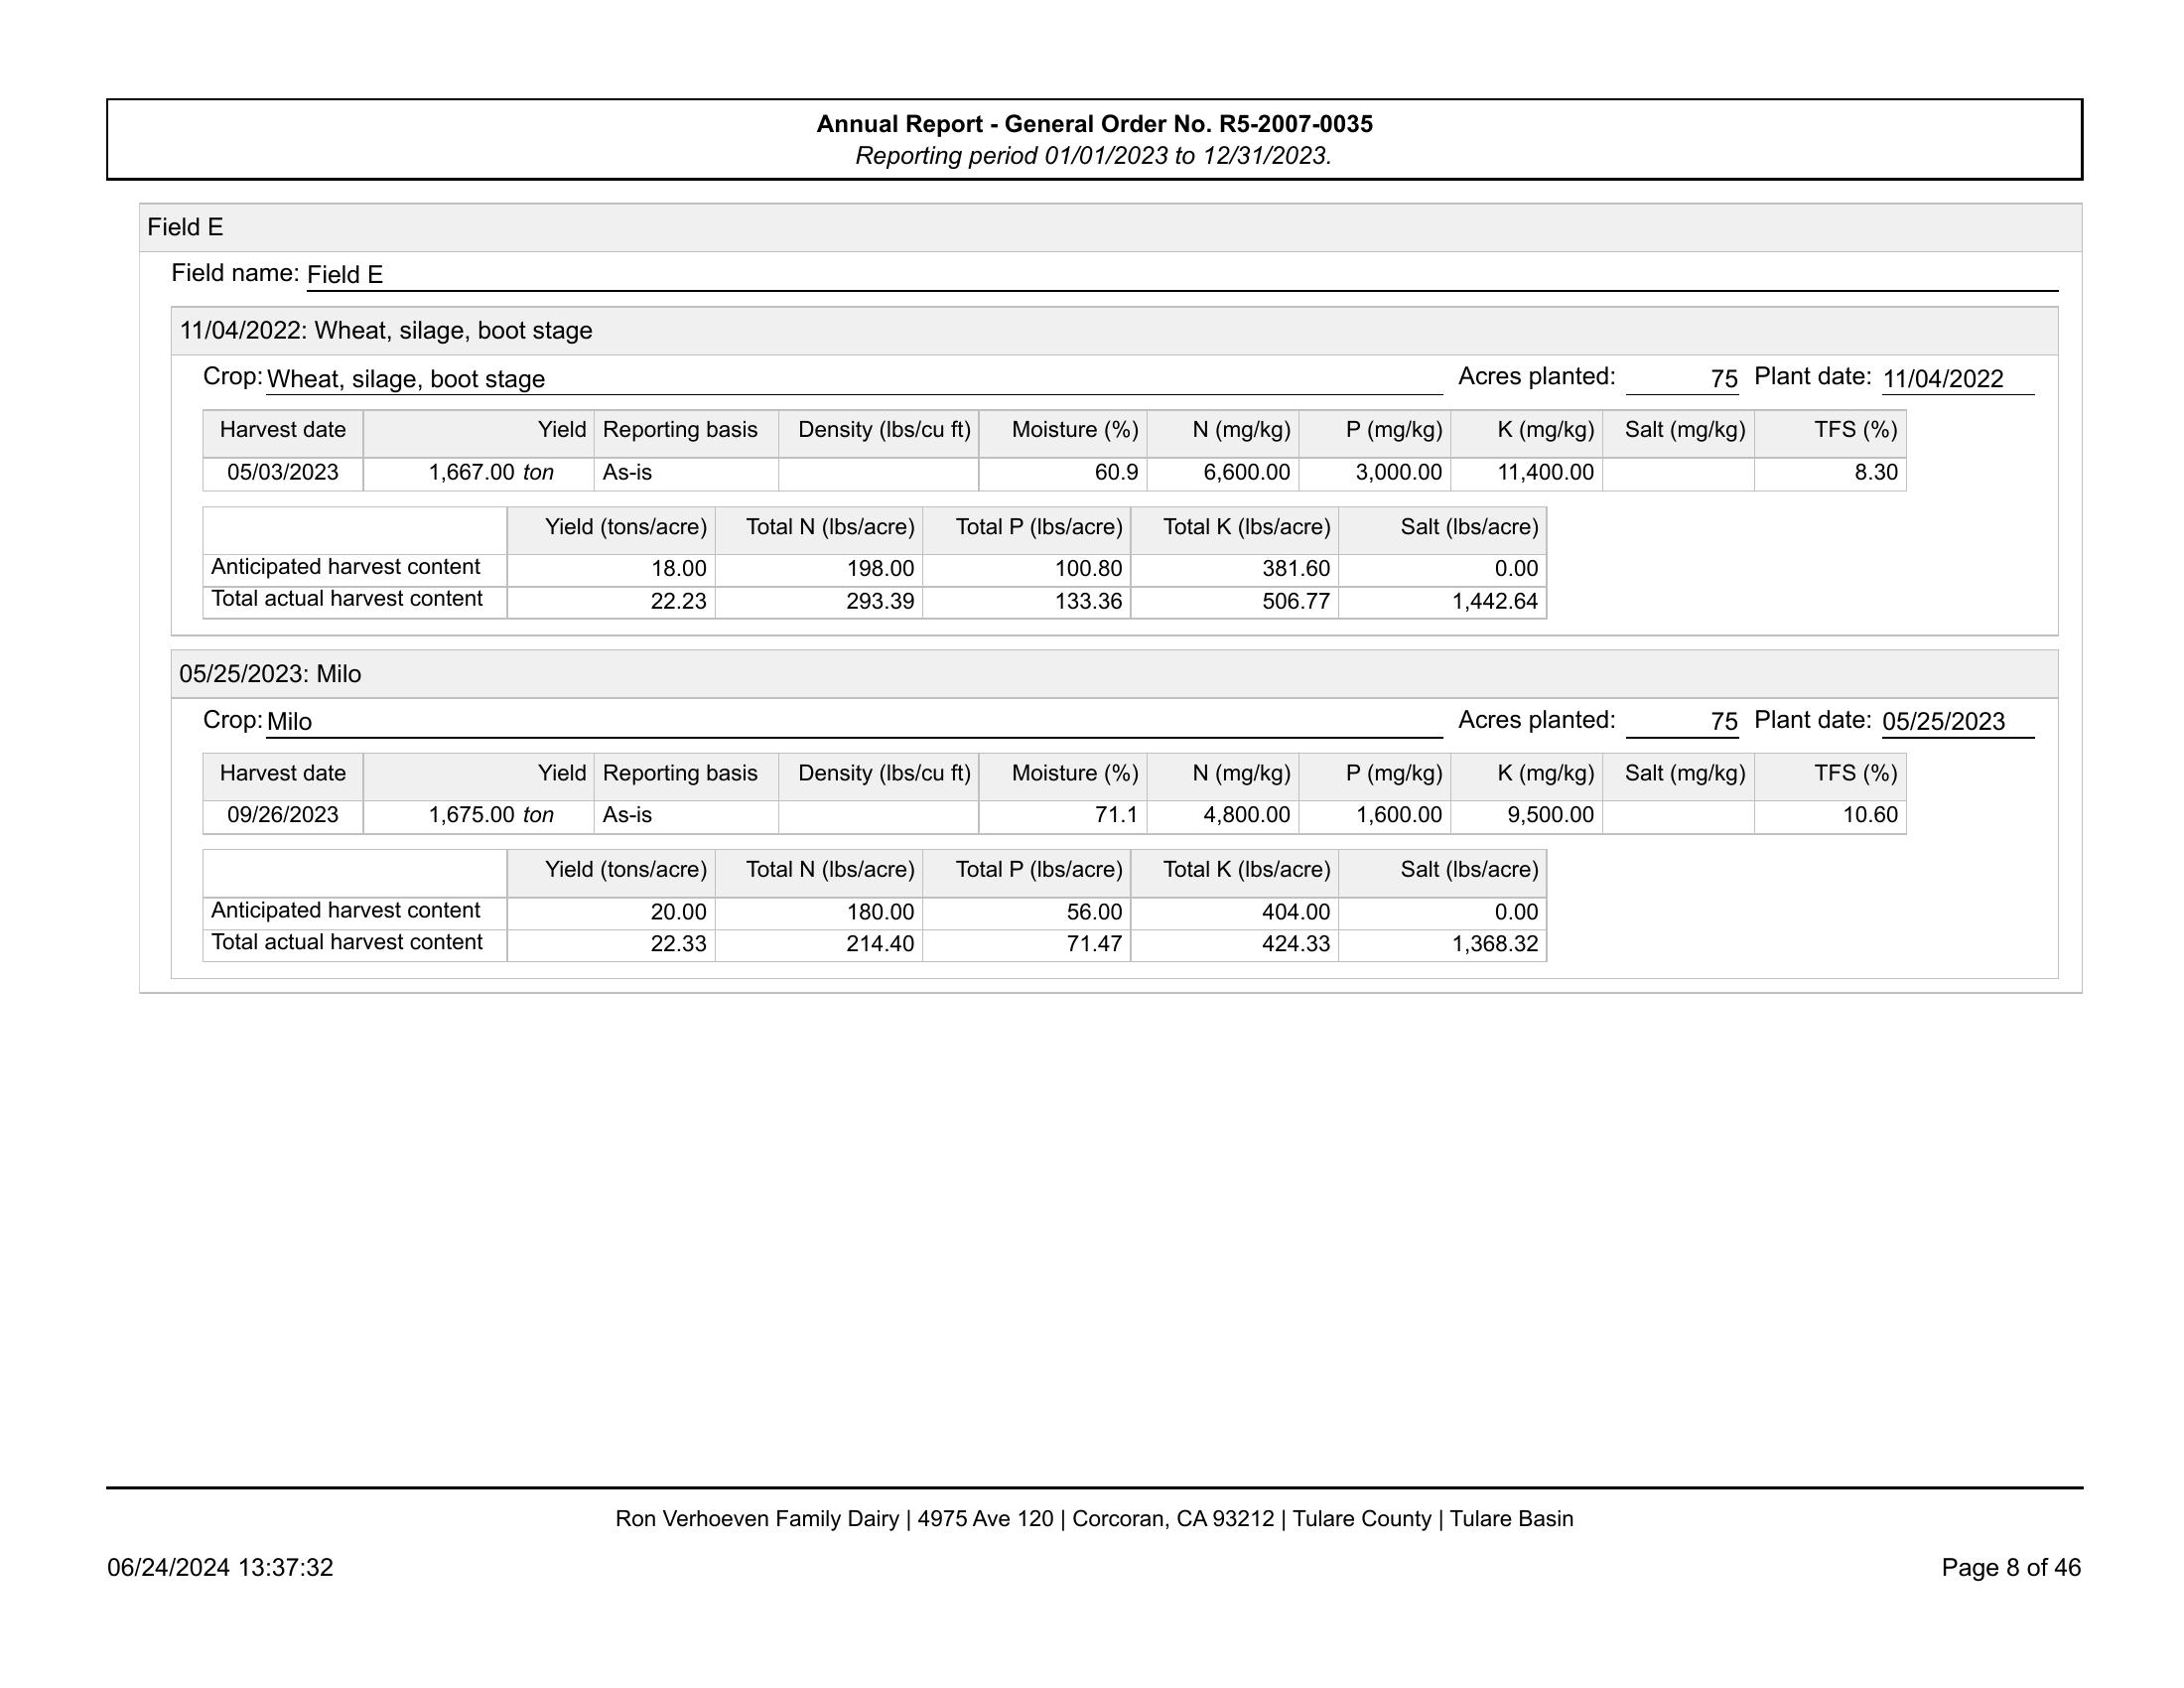 Annual Report - General Order No. R5-2007-0035
Reporting period 01/01/2023 to 12/31/2023.
Field E
Field name: Field E
11/04/2022: Wheat, silage, boot stage
Crop: Wheat, silage, boot stage Acres planted: 75 Plant date: 11/04/2022
Harvest date Yield Reporting basis Density (lbs/cu ft) Moisture (%) N (mg/kg) P (mg/kg) K (mg/kg) Salt (mg/kg) TFS (%)
05/03/2023 1,667.00 ton As-is 60.9 6,600.00 3,000.00 11,400.00 8.30
Yield (tons/acre) Total N (lbs/acre) Total P (lbs/acre) Total K (lbs/acre) Salt (lbs/acre)
Anticipated harvest content 18.00 198.00 100.80 381.60 0.00
Total actual harvest content 22.23 293.39 133.36 506.77 1,442.64
05/25/2023: Milo
Crop: Milo Acres planted: 75 Plant date: 05/25/2023
Harvest date Yield Reporting basis Density (lbs/cu ft) Moisture (%) N (mg/kg) P (mg/kg) K (mg/kg) Salt (mg/kg) TFS (%)
09/26/2023 1,675.00 ton As-is 71.1 4,800.00 1,600.00 9,500.00 10.60
Yield (tons/acre) Total N (lbs/acre) Total P (lbs/acre) Total K (lbs/acre) Salt (lbs/acre)
Anticipated harvest content 20.00 180.00 56.00 404.00 0.00
Total actual harvest content 22.33 214.40 71.47 424.33 1,368.32
Ron Verhoeven Family Dairy | 4975 Ave 120 | Corcoran, CA 93212 | Tulare County | Tulare Basin
06/24/2024 13:37:32 Page 8 of 46